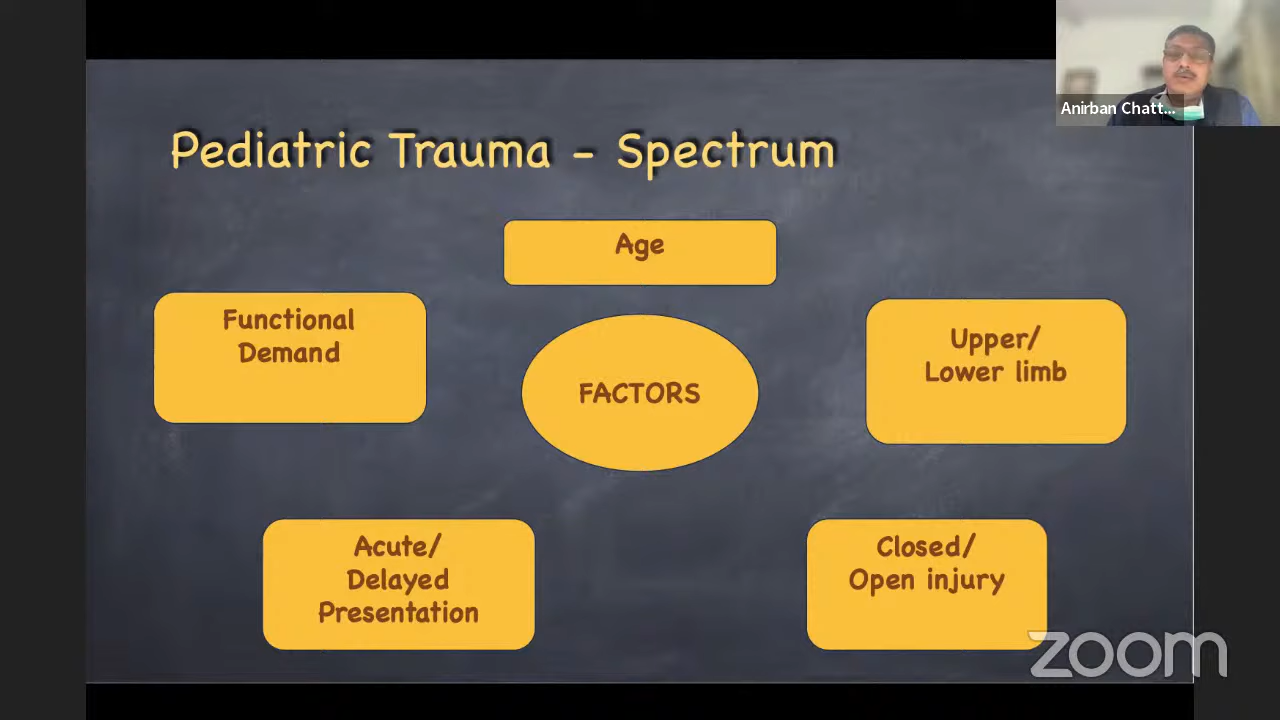 Anirban Chatt...
Pediatric Trauma - Spectrum
Age
Functional
Demand
FACTORS
Upper/
Lower limb
Acute/
Delayed
Presentation
Closed/
Open injury
zoom